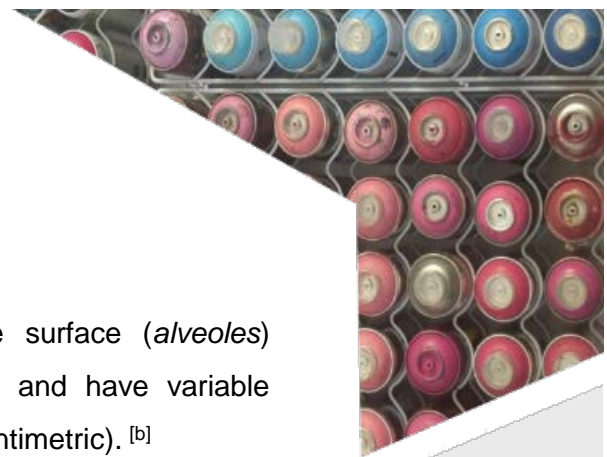 surface (alveoles)
and have variable
ntimetric). [b]